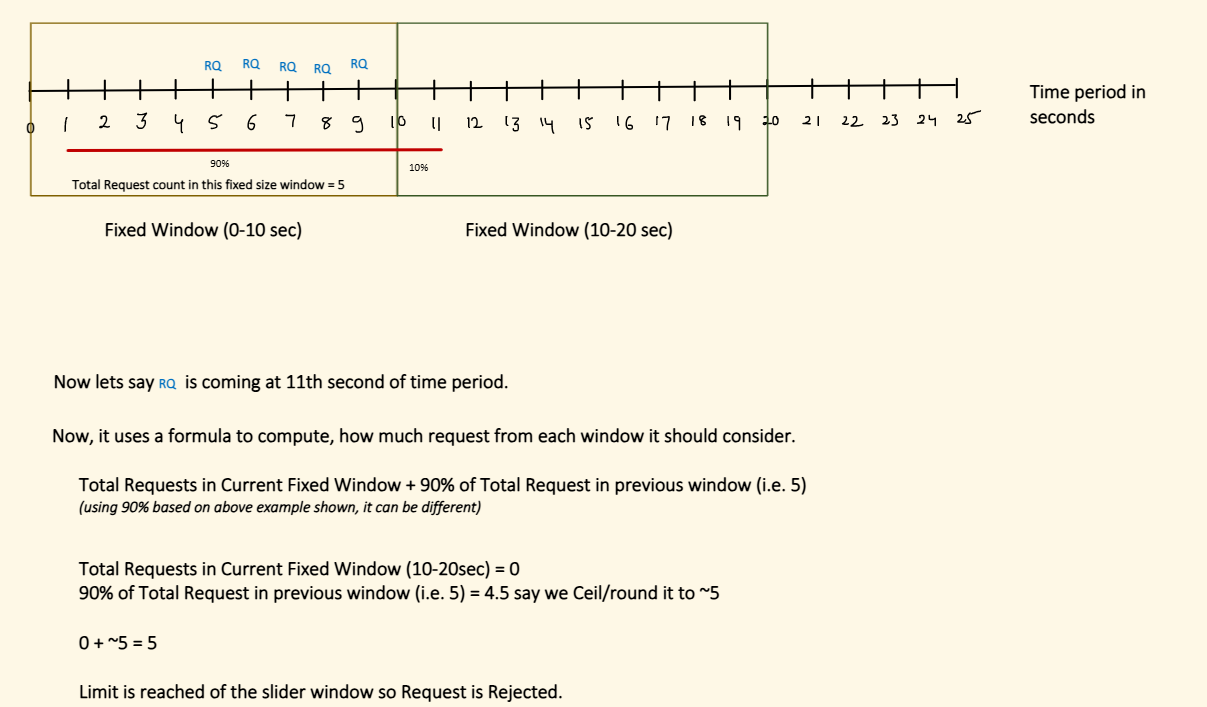 RQ RQ RQ RQ RQ
0 1 2 3 4 5 6 7 8 9 10 11 12 13 14 15 16 17 18 19 20 21 22 23 24 25
Time period in
seconds
90%
10%
Total Request count in this fixed size window = 5
Fixed Window (0-10 sec)
Fixed Window (10-20 sec)
Now lets say RQ is coming at 11th second of time period.
Now, it uses a formula to compute, how much request from each window it should consider.
Total Requests in Current Fixed Window + 90% of Total Request in previous window (i.e. 5)
(using 90% based on above example shown, it can be different)
Total Requests in Current Fixed Window (10-20sec) = 0
90% of Total Request in previous window (i.e. 5) = 4.5 say we Ceil/round it to ~5
0 + ~5 = 5
Limit is reached of the slider window so Request is Rejected.